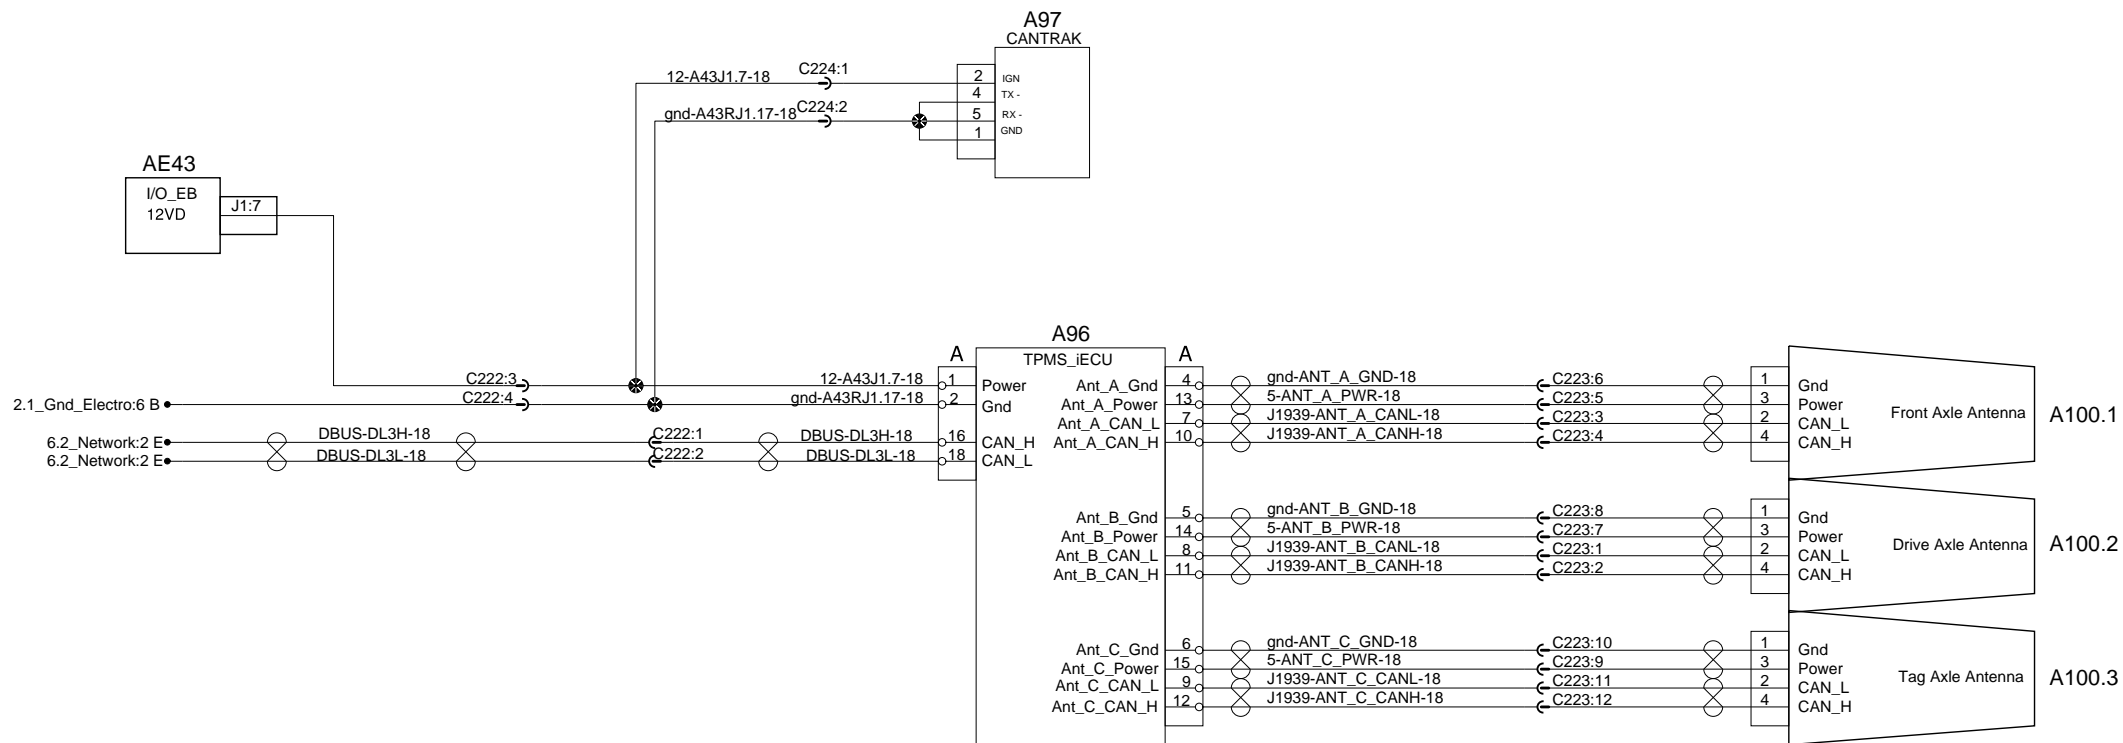 A97
CANTRAK
12-A43J1.7-18 C224:1 2 IGN
4 TX -
gnd-A43RJ1.17-18 C224:2 5 RX -
1 GND
AE43
I/O_EB
12VD
J1:7
A96
A TPMS_iECU A
C222:3 12-A43J1.7-18 1 Power
2.1_Gnd_Electro:6 B C222:4 gnd-A43RJ1.17-18 2 Gnd
6.2_Network:2 E DBUS-DL3H-18 C222:1 DBUS-DL3H-18 16 CAN_H
6.2_Network:2 E DBUS-DL3L-18 C222:2 DBUS-DL3L-18 18 CAN_L
Ant_A_Gnd 4 gnd-ANT_A_GND-18 C223:6 1 Gnd
Ant_A_Power 13 5-ANT_A_PWR-18 C223:5 3 Power
Ant_A_CAN_L 7 J1939-ANT_A_CANL-18 C223:3 2 CAN_L
Ant_A_CAN_H 10 J1939-ANT_A_CANH-18 C223:4 4 CAN_H
Front Axle Antenna A100.1
Ant_B_Gnd 5 gnd-ANT_B_GND-18 C223:8 1 Gnd
Ant_B_Power 14 5-ANT_B_PWR-18 C223:7 3 Power
Ant_B_CAN_L 8 J1939-ANT_B_CANL-18 C223:1 2 CAN_L
Ant_B_CAN_H 11 J1939-ANT_B_CANH-18 C223:2 4 CAN_H
Drive Axle Antenna A100.2
Ant_C_Gnd 6 gnd-ANT_C_GND-18 C223:10 1 Gnd
Ant_C_Power 15 5-ANT_C_PWR-18 C223:9 3 Power
Ant_C_CAN_L 9 J1939-ANT_C_CANL-18 C223:11 2 CAN_L
Ant_C_CAN_H 12 J1939-ANT_C_CANH-18 C223:12 4 CAN_H
Tag Axle Antenna A100.3